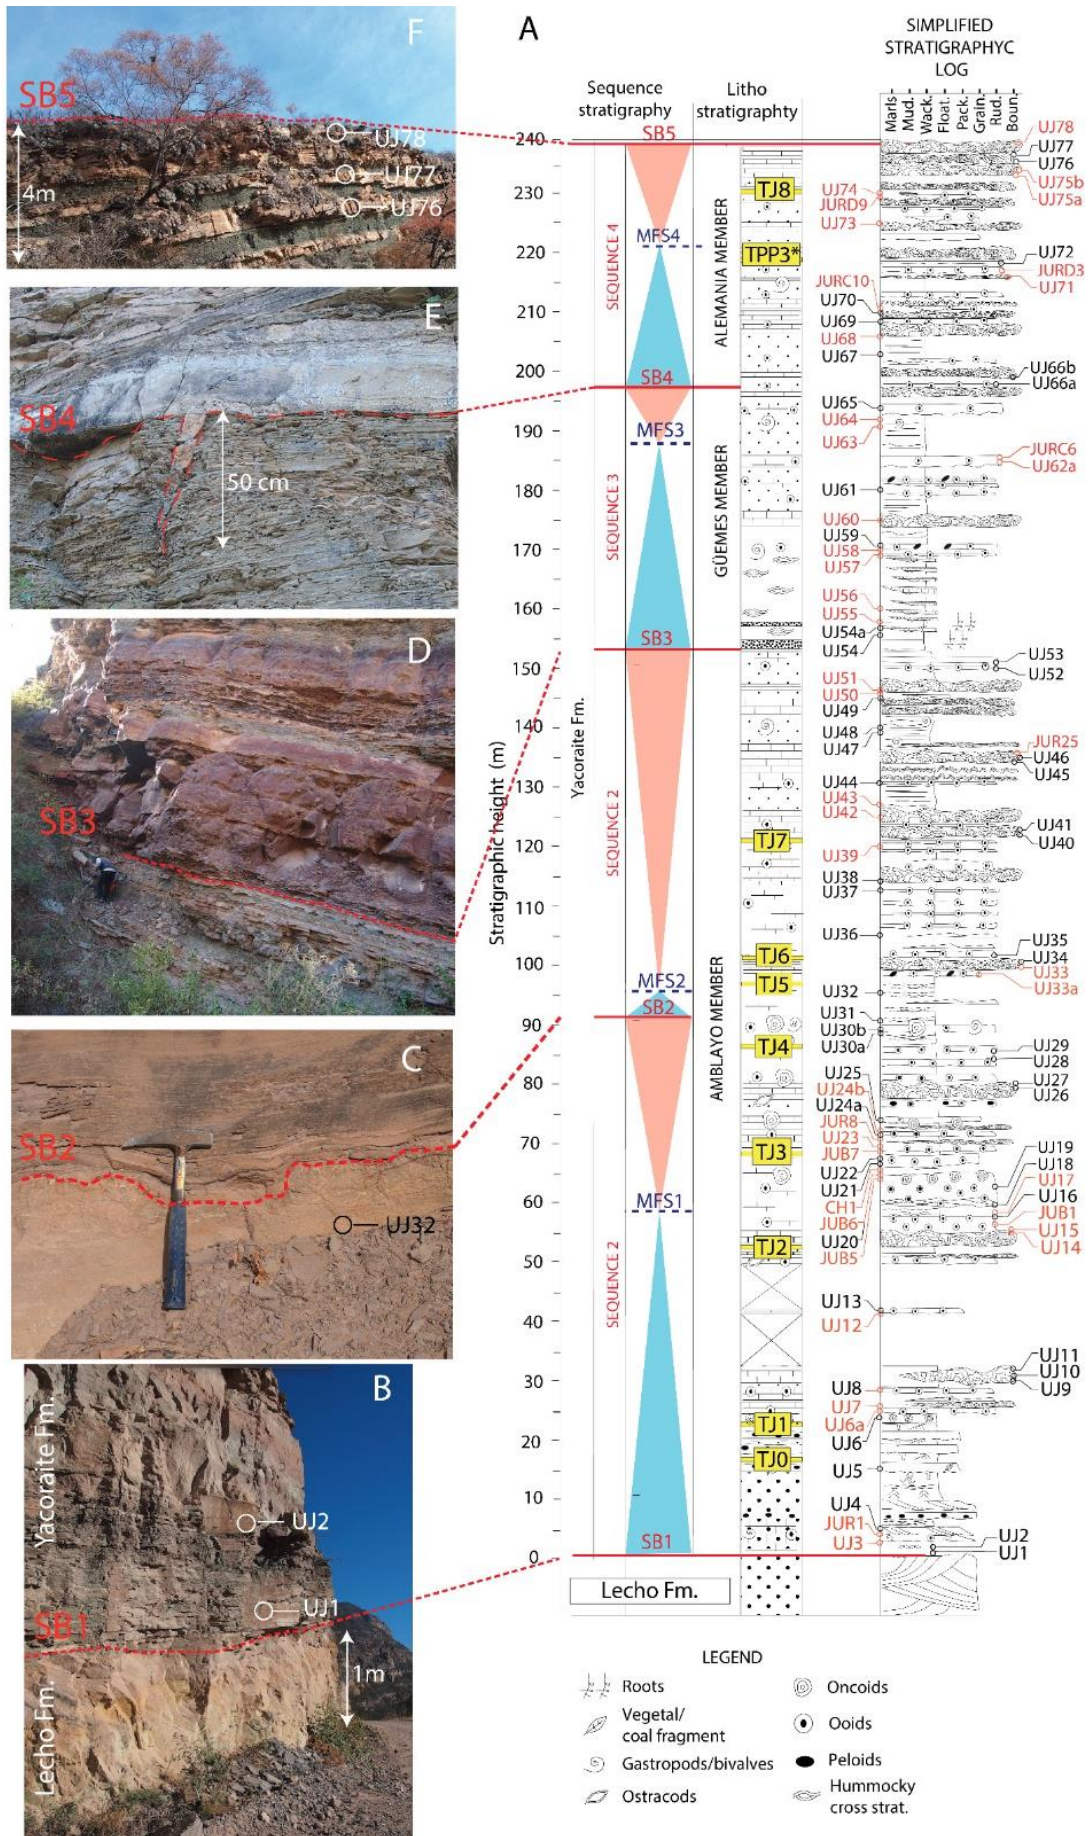 F
SB5
UJ78
UJ77
UJ76
4m
E
SB4
50 cm
D
SB3
C
SB2
UJ32
B
Yacoraite Fm.
UJ2
UJ1
SB1
1m
Lecho Fm.
A
SIMPLIFIED
STRATIGRAPHYC
LOG
Sequence
stratigraphy
Litho
stratigraphty
Marls
Mud.
Wack.
Float.
Pack.
Grain.
Rud.
Boun.
Stratigraphic height (m)
240
230
220
210
200
190
180
170
160
150
140
130
120
110
100
90
80
70
60
50
40
30
20
10
0
Yacoraite Fm.
SB5
SEQUENCE 4
MFS4
SB4
MFS3
SEQUENCE 3
SB3
SEQUENCE 2
MFS2
SB2
MFS1
SEQUENCE 2
SB1
Lecho Fm.
ALEMANIA MEMBER
GÜEMES MEMBER
AMBLAYO MEMBER
TJ8
TPP3*
TJ7
TJ6
TJ5
TJ4
TJ3
TJ2
TJ1
TJ0
UJ74
JURD9
UJ73
JURC10
UJ70
UJ69
UJ68
UJ67
UJ65
UJ64
UJ63
UJ61
UJ60
UJ59
UJ58
UJ57
UJ56
UJ55
UJ54a
UJ54
UJ51
UJ50
UJ49
UJ48
UJ47
UJ44
UJ43
UJ42
UJ39
UJ38
UJ37
UJ36
UJ32
UJ31
UJ30b
UJ30a
UJ25
UJ24b
UJ24a
JUR8
UJ23
JUB7
UJ22
UJ21
CH1
JUB6
UJ20
JUB5
UJ13
UJ12
UJ8
UJ7
UJ6a
UJ6
UJ5
UJ4
JUR1
UJ3
UJ78
UJ77
UJ76
UJ75b
UJ75a
UJ72
JURD3
UJ71
UJ66b
UJ66a
JURC6
UJ62a
UJ53
UJ52
JUR25
UJ46
UJ45
UJ41
UJ40
UJ35
UJ34
UJ33
UJ33a
UJ29
UJ28
UJ27
UJ26
UJ19
UJ18
UJ17
UJ16
JUB1
UJ15
UJ14
UJ11
UJ10
UJ9
UJ2
UJ1
LEGEND
Roots
Vegetal/
coal fragment
Gastropods/bivalves
Ostracods
Oncoids
Ooids
Peloids
Hummocky
cross strat.